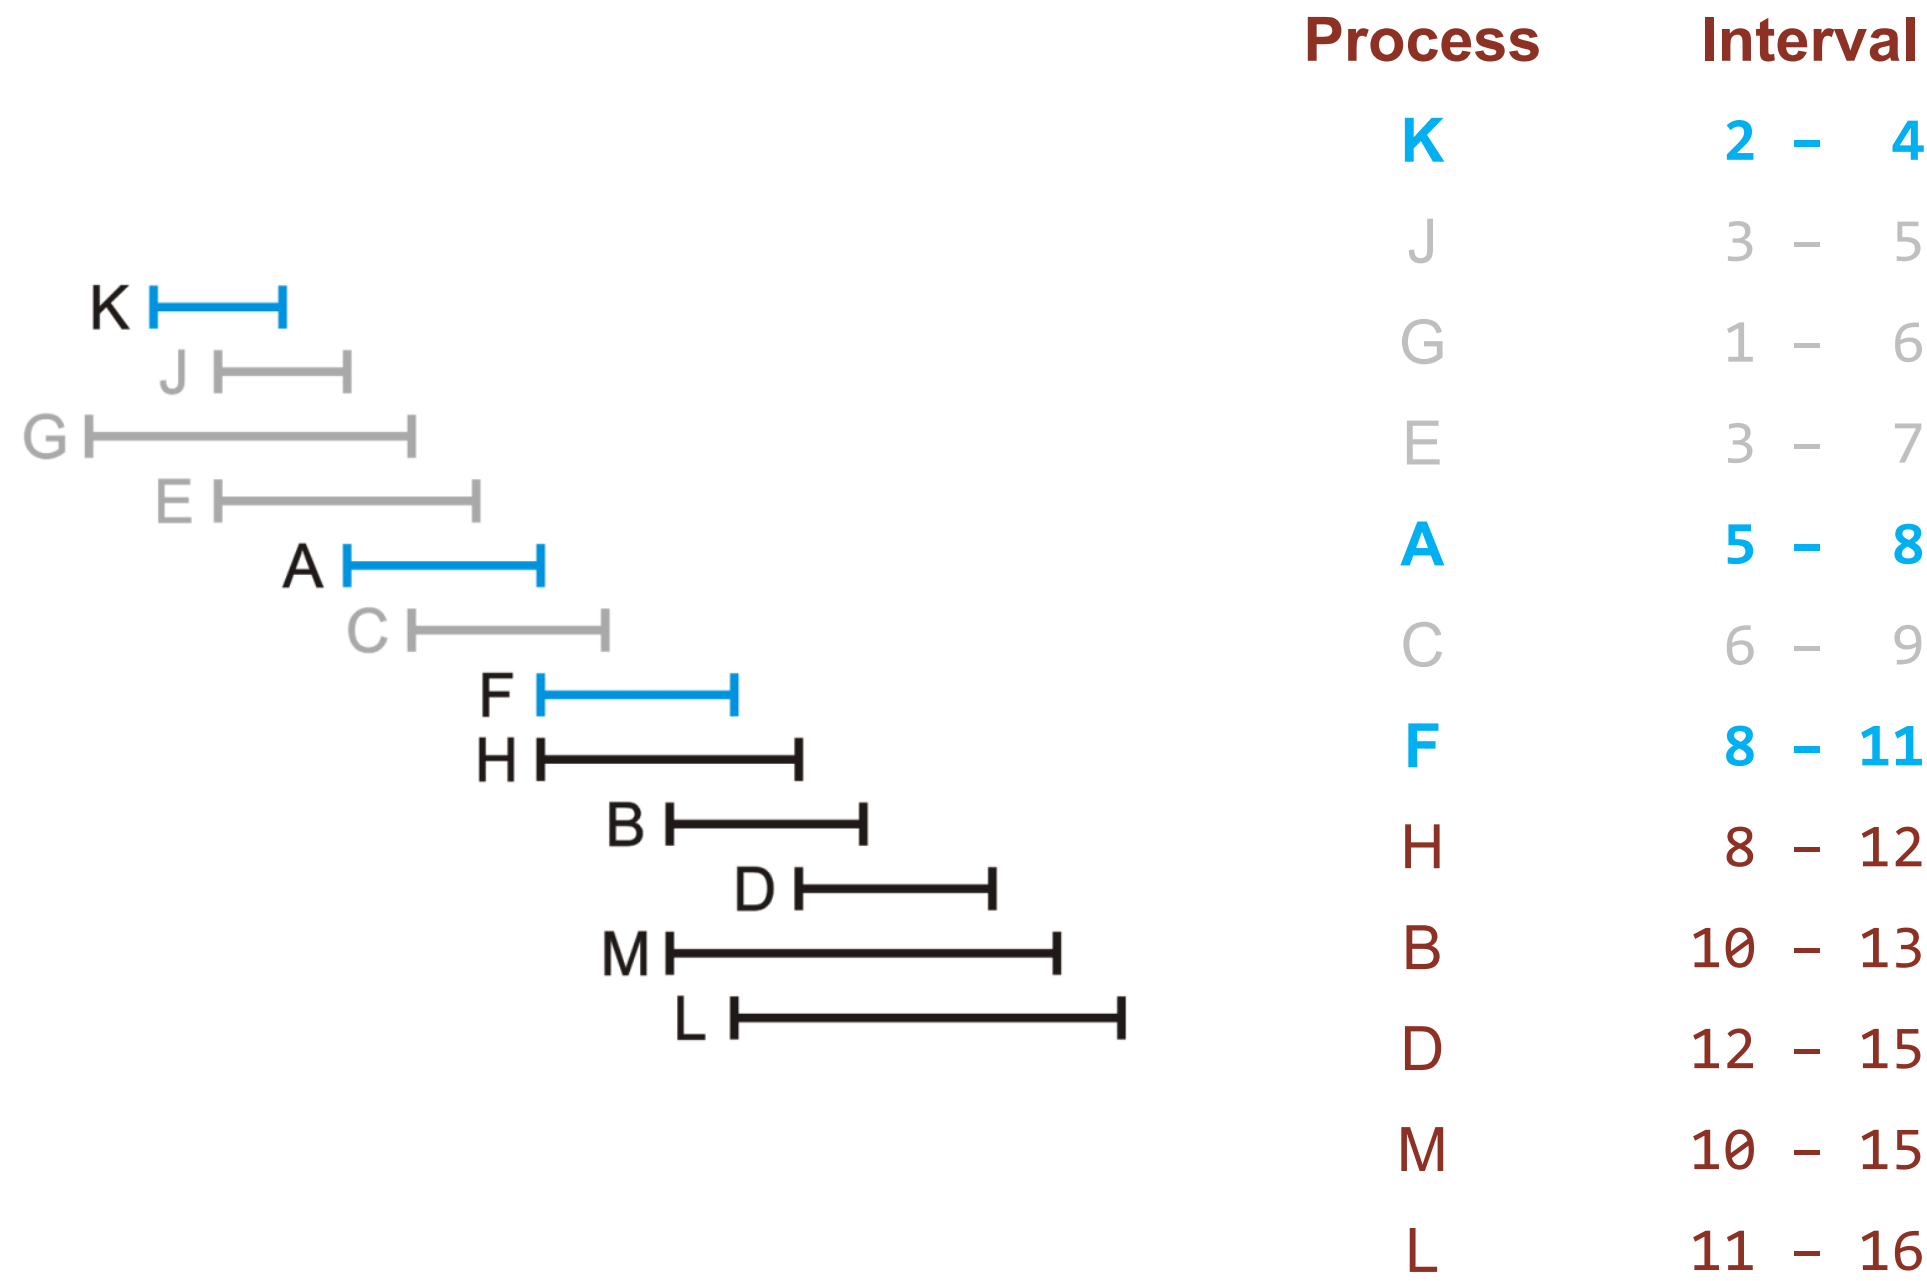 Process Interval
K 2 – 4
J 3 – 5
G 1 – 6
E 3 – 7
A 5 – 8
C 6 – 9
F 8 – 11
H 8 – 12
B 10 – 13
D 12 – 15
M 10 – 15
L 11 – 16
K
J
G
E
A
C
F
H
B
D
M
L